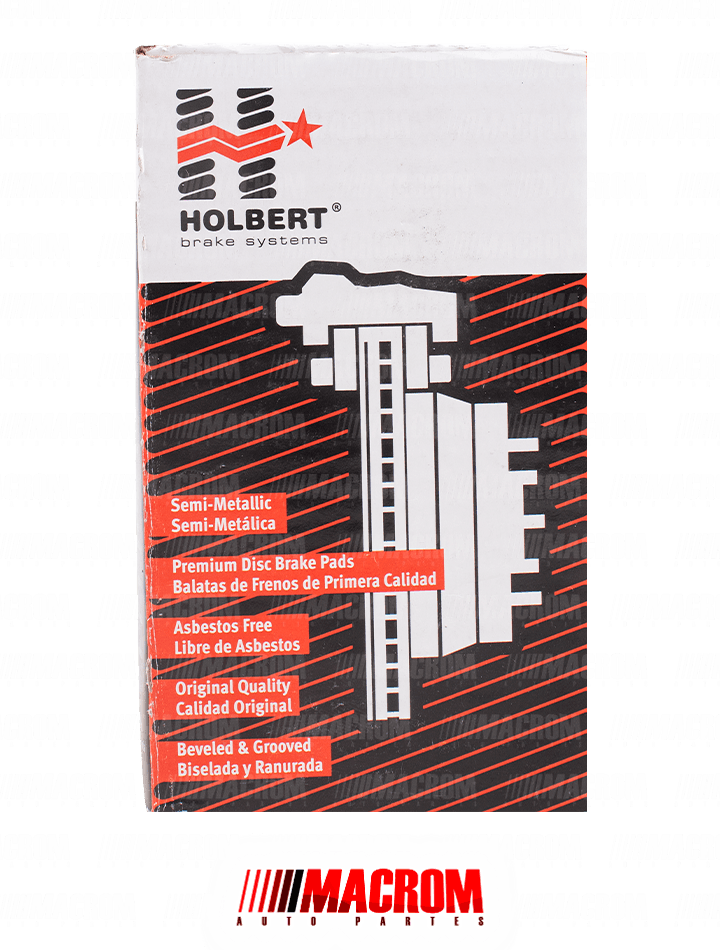 HOLBERT®
brake systems
Semi-Metallic
Semi-Metálica
Premium Disc Brake Pads
Balatas de Frenos de Primera Calidad
Asbestos Free
Libre de Asbestos
Original Quality
Calidad Original
Beveled & Grooved
Biselada y Ranurada
MACROM
AUTO PARTES